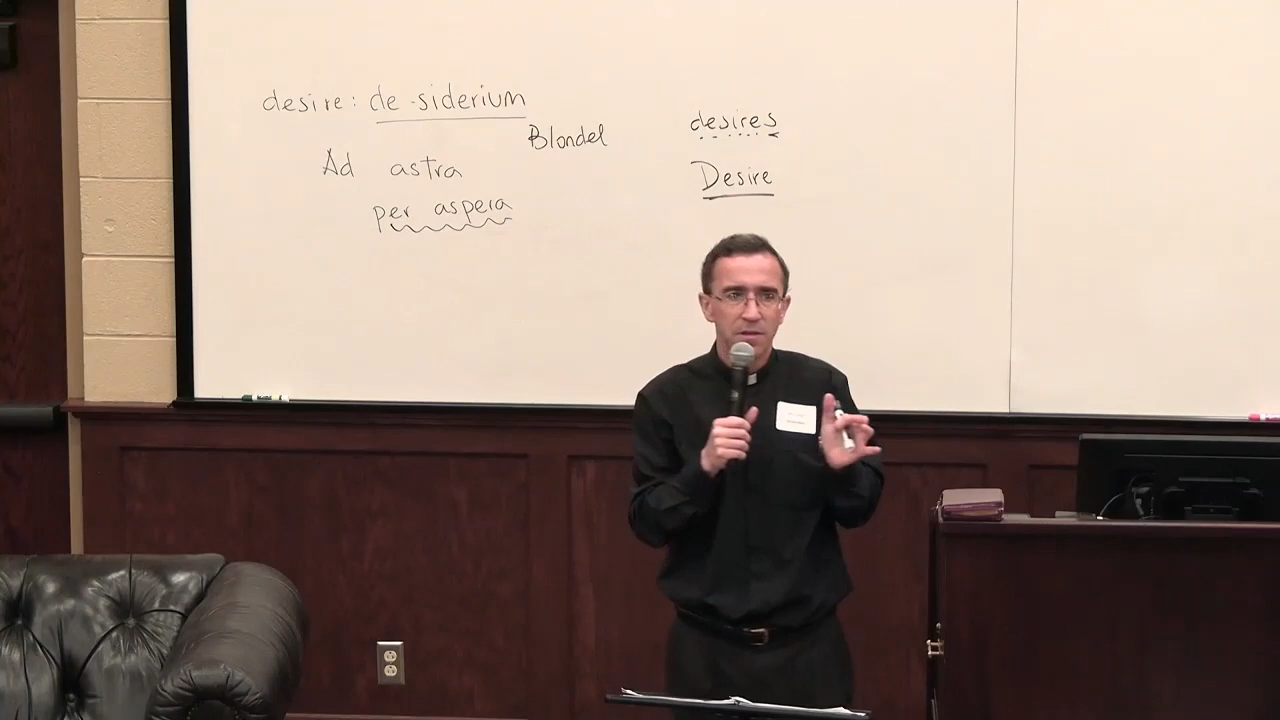 desire: de-siderium
Blondel
Ad astra
per aspera
desires
Desire